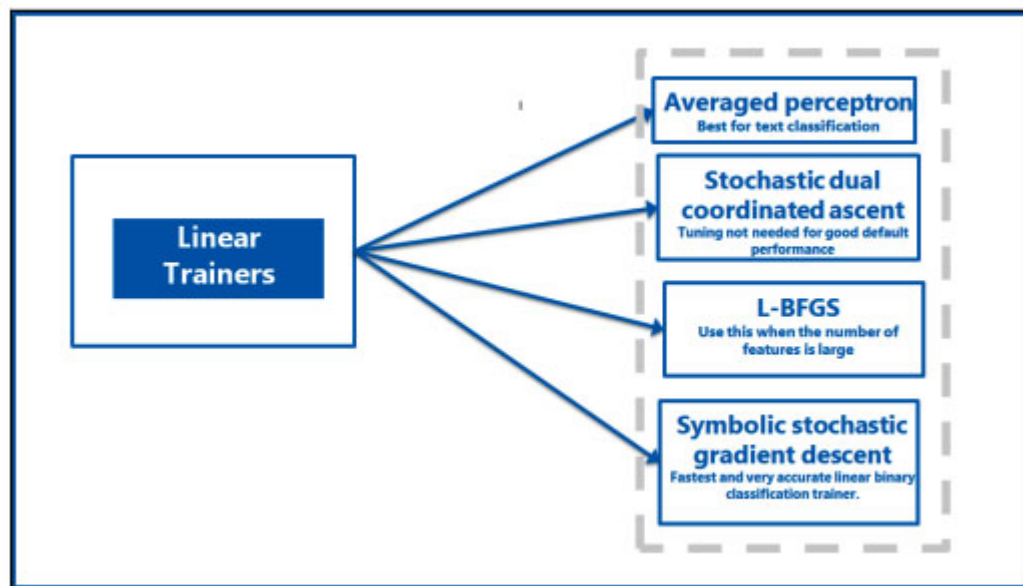 Linear
Trainers
Averaged perceptron
Best for text classification
Stochastic dual
coordinated ascent
Tuning not needed for good default
performance
L-BFGS
Use this when the number of
features is large
Symbolic stochastic
gradient descent
Fastest and very accurate linear binary
classification trainer.